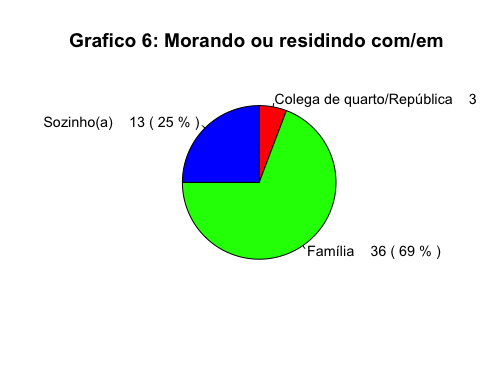 Grafico 6: Morando ou residindo com/em
Colega de quarto/República 3
Sozinho(a) 13 ( 25 % )
Família 36 ( 69 % )